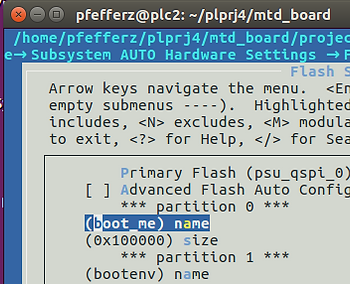 pfefferz@plc2: ~/plprj4/mtd_board
/home/pfefferz/plprj4/mtd_board/projec
e→ Subsystem AUTO Hardware Settings → F
Flash S
Arrow keys navigate the menu. <En
empty submenus ----). Highlighted
includes, <N> excludes, <M> modula
to exit, <?> for Help, </> for Sea
Primary Flash (psu_qspi_0)
[ ] Advanced Flash Auto Config
*** partition 0 ***
(boot_me) name
(0x100000) size
*** partition 1 ***
(bootenv) name